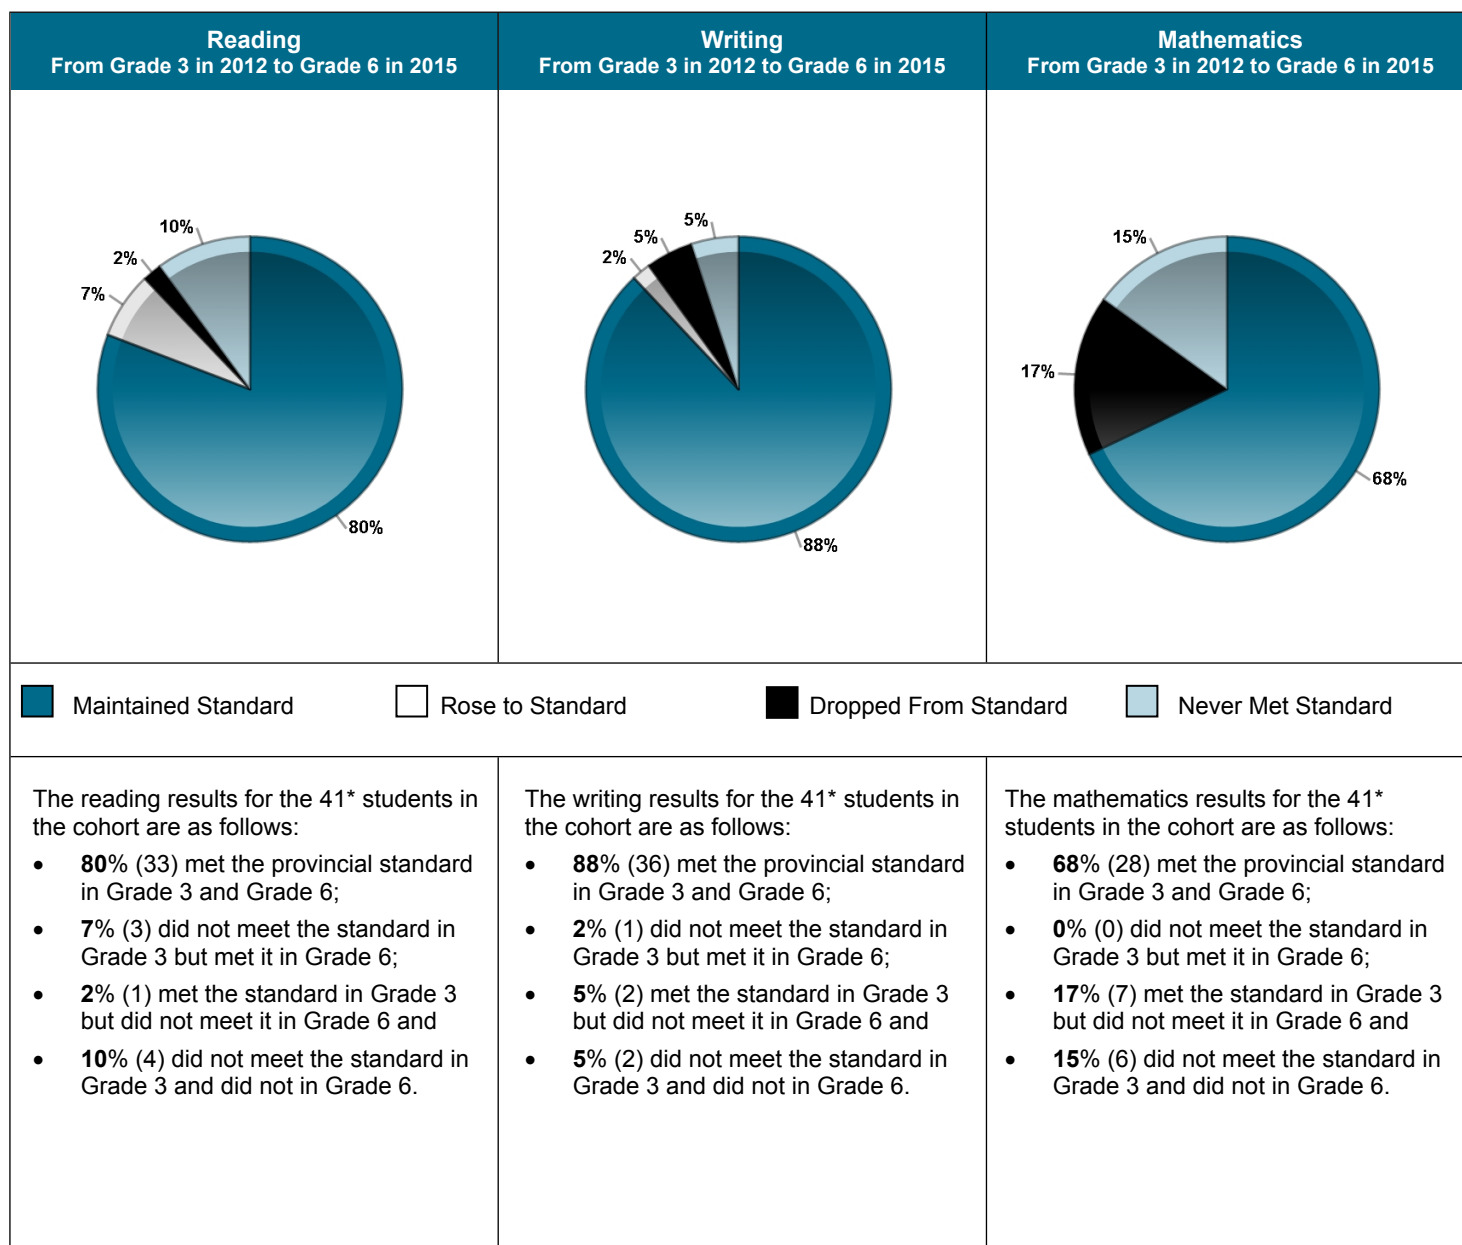 Reading
From Grade 3 in 2012 to Grade 6 in 2015
Writing
From Grade 3 in 2012 to Grade 6 in 2015
Mathematics
From Grade 3 in 2012 to Grade 6 in 2015
10%
2%
7%
80%
5%
5%
2%
88%
15%
17%
68%
Maintained Standard
Rose to Standard
Dropped From Standard
Never Met Standard
The reading results for the 41* students in
the cohort are as follows:
• 80% (33) met the provincial standard
in Grade 3 and Grade 6;
• 7% (3) did not meet the standard in
Grade 3 but met it in Grade 6;
• 2% (1) met the standard in Grade 3
but did not meet it in Grade 6 and
• 10% (4) did not meet the standard in
Grade 3 and did not in Grade 6.
The writing results for the 41* students in
the cohort are as follows:
• 88% (36) met the provincial standard
in Grade 3 and Grade 6;
• 2% (1) did not meet the standard in
Grade 3 but met it in Grade 6;
• 5% (2) met the standard in Grade 3
but did not meet it in Grade 6 and
• 5% (2) did not meet the standard in
Grade 3 and did not in Grade 6.
The mathematics results for the 41*
students in the cohort are as follows:
• 68% (28) met the provincial standard
in Grade 3 and Grade 6;
• 0% (0) did not meet the standard in
Grade 3 but met it in Grade 6;
• 17% (7) met the standard in Grade 3
but did not meet it in Grade 6 and
• 15% (6) did not meet the standard in
Grade 3 and did not in Grade 6.